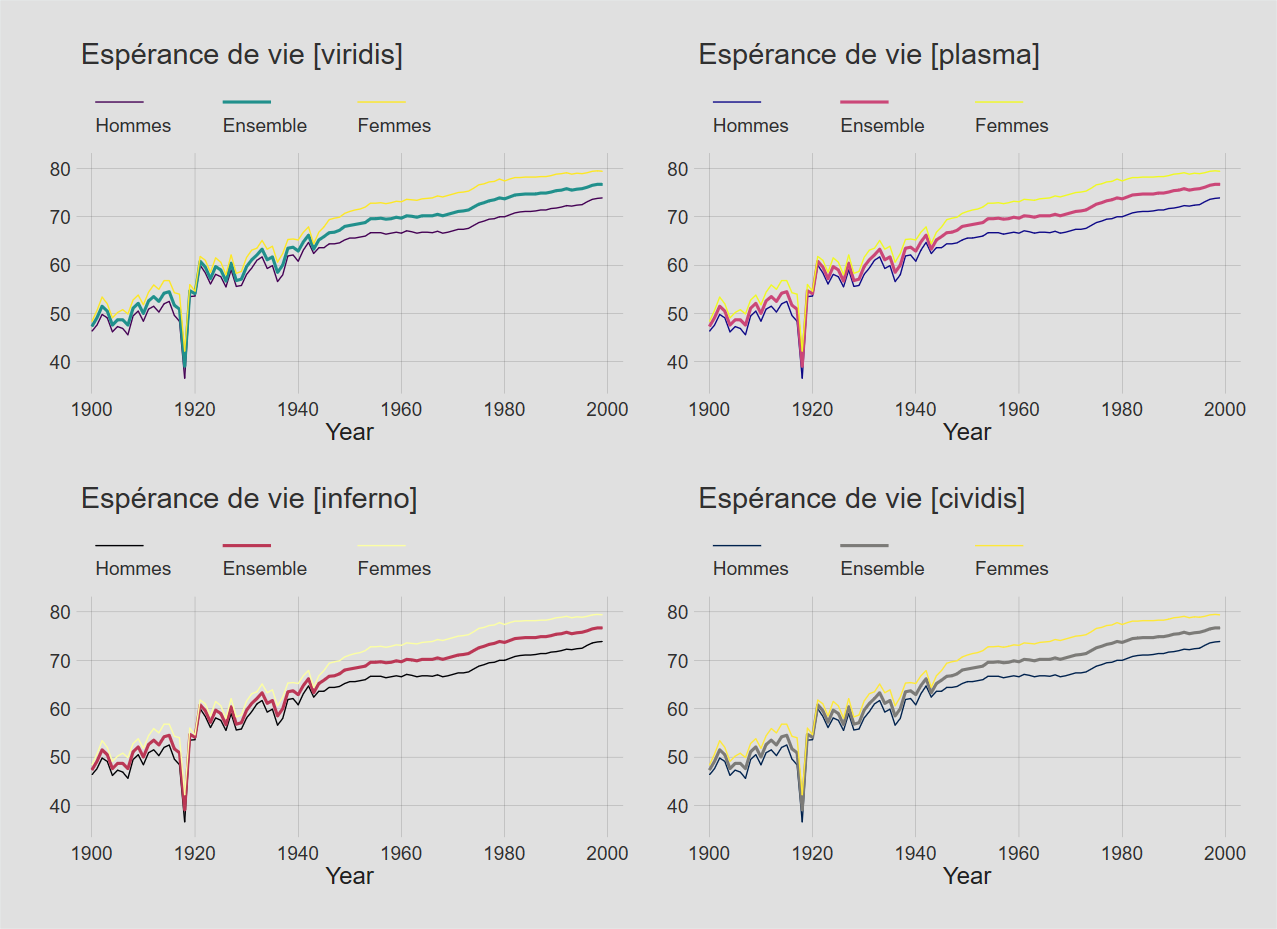 Espérance de vie [viridis]
Hommes Ensemble Femmes
80
70
60
50
40
1900 1920 1940 1960 1980 2000
Year
Espérance de vie [plasma]
Hommes Ensemble Femmes
80
70
60
50
40
1900 1920 1940 1960 1980 2000
Year
Espérance de vie [inferno]
Hommes Ensemble Femmes
80
70
60
50
40
1900 1920 1940 1960 1980 2000
Year
Espérance de vie [cividis]
Hommes Ensemble Femmes
80
70
60
50
40
1900 1920 1940 1960 1980 2000
Year